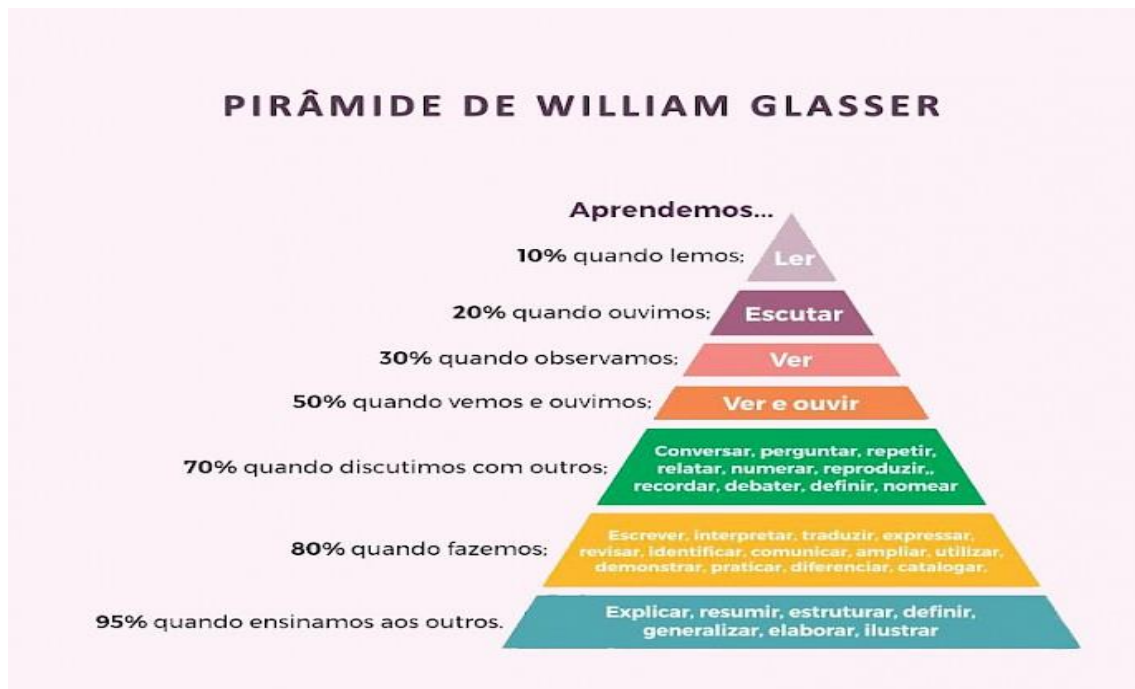 PIRÂMIDE DE WILLIAM GLASSER
Aprendemos...
10% quando lemos;
Ler
20% quando ouvimos;
Escutar
30% quando observamos;
Ver
50% quando vemos e ouvimos;
Ver e ouvir
70% quando discutimos com outros;
Conversar, perguntar, repetir,
relatar, numerar, reproduzir,,
recordar, debater, definir, nomear
80% quando fazemos;
Escrever, interpretar, traduzir, expressar,
revisar, identificar, comunicar, ampliar, utilizar,
demonstrar, praticar, diferenciar, catalogar.
95% quando ensinamos aos outros.
Explicar, resumir, estruturar, definir,
generalizar, elaborar, ilustrar